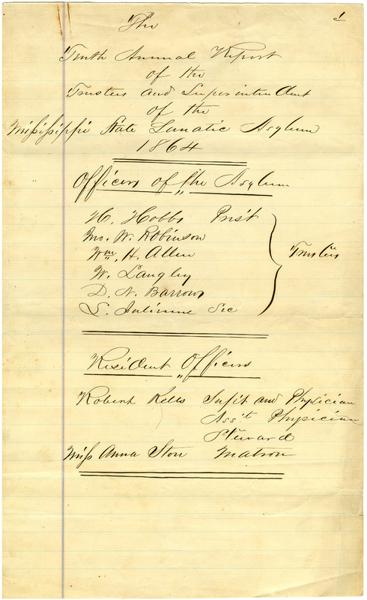 The 1
Tenth Annual Report
of the
Trustees and Superintendent
of the
Mississippi State Lunatic Asylum
1864
Officers of the Asylum
H. Hobbs Prest
Jno. W. Robinson
Wm. H. Allen
W. Langley Trustees
D. N. Barrows
S. Julienne Sec
Resident Officers
Robert Kells Supt and Physician
Asst Physician
Steward
Miss Anna Stow Matron